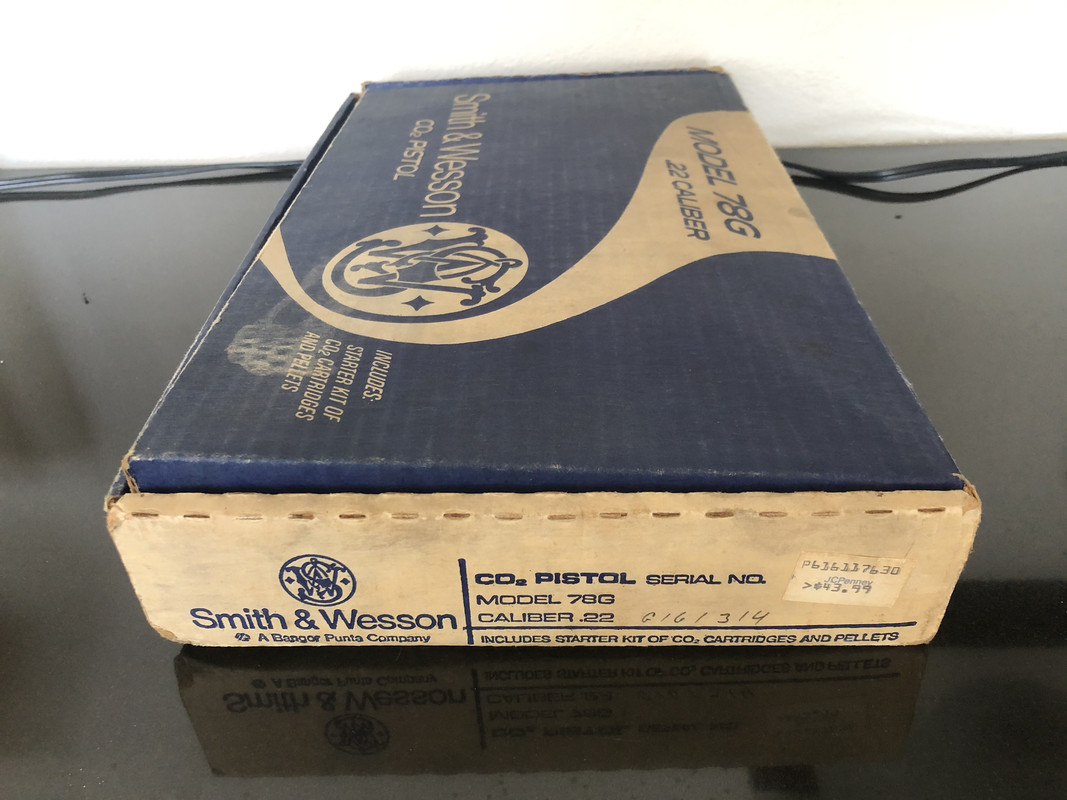 Smith & Wesson
CO₂ PISTOL
MODEL 78G
.22 CALIBER
INCLUDES:
STARTER KIT OF
CO₂ CARTRIDGES
AND PELLETS
Smith & Wesson
A Bangor Punta Company
CO₂ PISTOL SERIAL NO.
MODEL 78G
CALIBER .22
INCLUDES STARTER KIT OF CO₂ CARTRIDGES AND PELLETS
P616117630
JCPenney
>$43.99